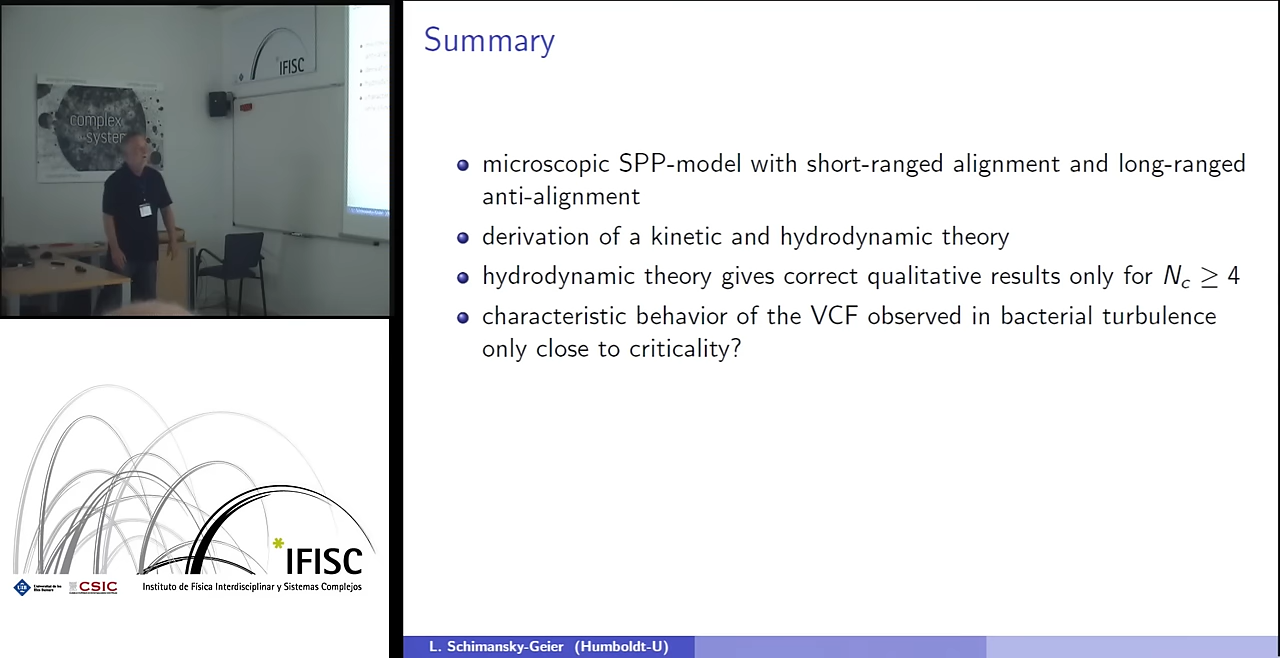 IFISC
complex
system
Summary
microscopic SPP-model with short-ranged alignment and long-ranged
anti-alignment
derivation of a kinetic and hydrodynamic theory
hydrodynamic theory gives correct qualitative results only for N_c ≥ 4
characteristic behavior of the VCF observed in bacterial turbulence
only close to criticality?
*IFISC
UIB
CSIC
Instituto de Física Interdisciplinar y Sistemas Complejos
L. Schimansky-Geier (Humboldt-U)